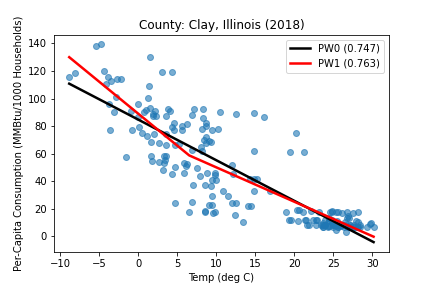 County: Clay, Illinois (2018)
Per-Capita Consumption (MMBtu/1000 Households)
140
120
100
80
60
40
20
0
PW0 (0.747)
PW1 (0.763)
−10 −5 0 5 10 15 20 25 30
Temp (deg C)